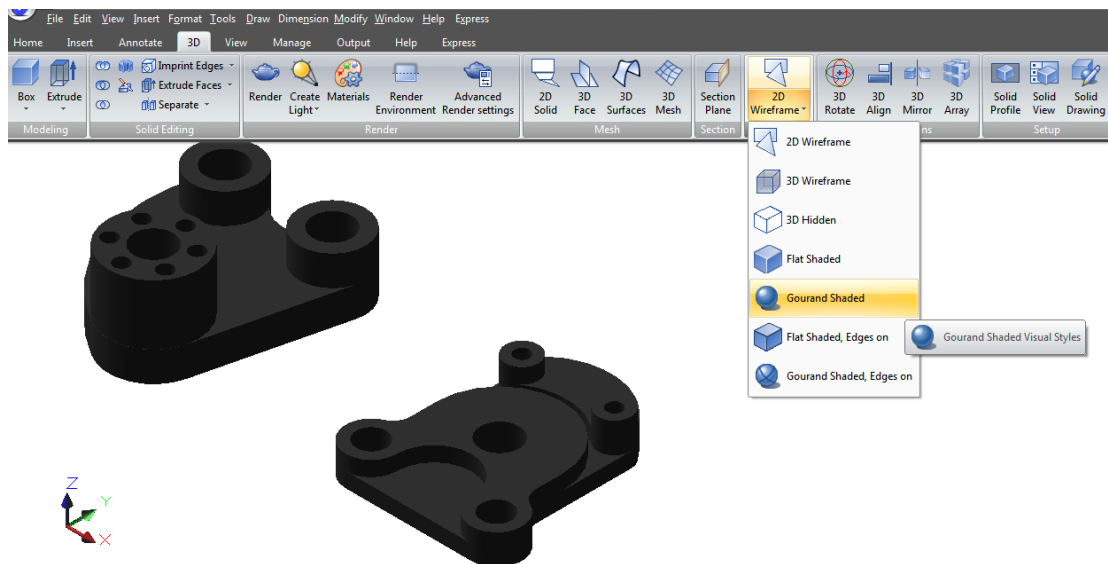 File Edit View Insert Format Tools Draw Dimension Modify Window Help Express
Home Insert Annotate 3D View Manage Output Help Express
Imprint Edges
Extrude Faces
Separate
Box Extrude
Render Create Light Materials Render Environment Advanced Render settings
2D Solid 3D Face 3D Surfaces 3D Mesh
Section Plane
2D Wireframe
3D Rotate 3D Align 3D Mirror 3D Array
Solid Profile Solid View Solid Drawing
Modeling Solid Editing Render Mesh Section ns Setup
2D Wireframe
3D Wireframe
3D Hidden
Flat Shaded
Gourand Shaded
Flat Shaded, Edges on
Gourand Shaded Visual Styles
Gourand Shaded, Edges on
Z
Y
X